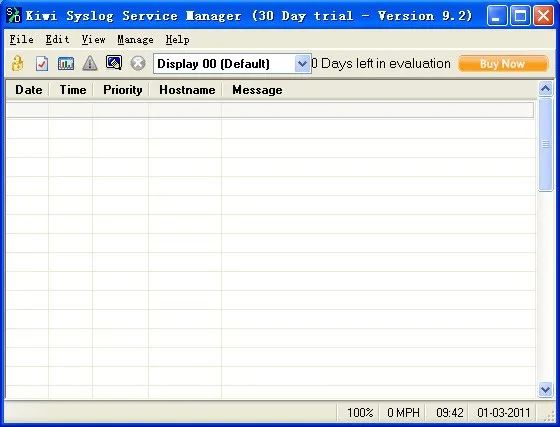 Kiwi Syslog Service Manager (30 Day trial - Version 9.2)
File Edit View Manage Help
Display 00 (Default) 0 Days left in evaluation Buy Now
Date Time Priority Hostname Message
100% 0 MPH 09:42 01-03-2011